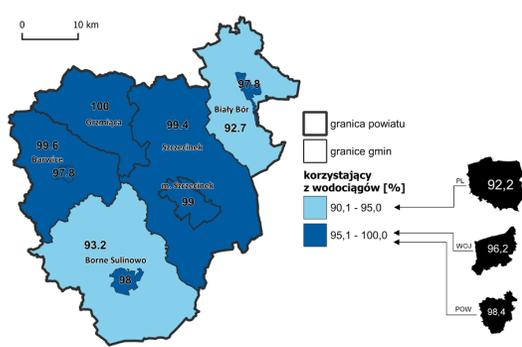 0 10 km
97.8
Biały Bór
92.7
100
Grzmiąca
99.4
Szczecinek
99.6
Barwice
97.8
m. Szczecinek
99
93.2
Borne Sulinowo
98
granica powiatu
granice gmin
korzystający
z wodociągów [%]
90,1 - 95,0
95,1 - 100,0
PL
92,2
WOJ
96,2
POW
98,4